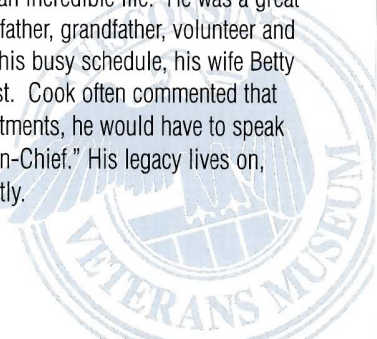 an incredible life. He was a great
father, grandfather, volunteer and
his busy schedule, his wife Betty
st. Cook often commented that
tments, he would have to speak
n-Chief." His legacy lives on,
tly.
WISCONSIN
VETERANS MUSEUM